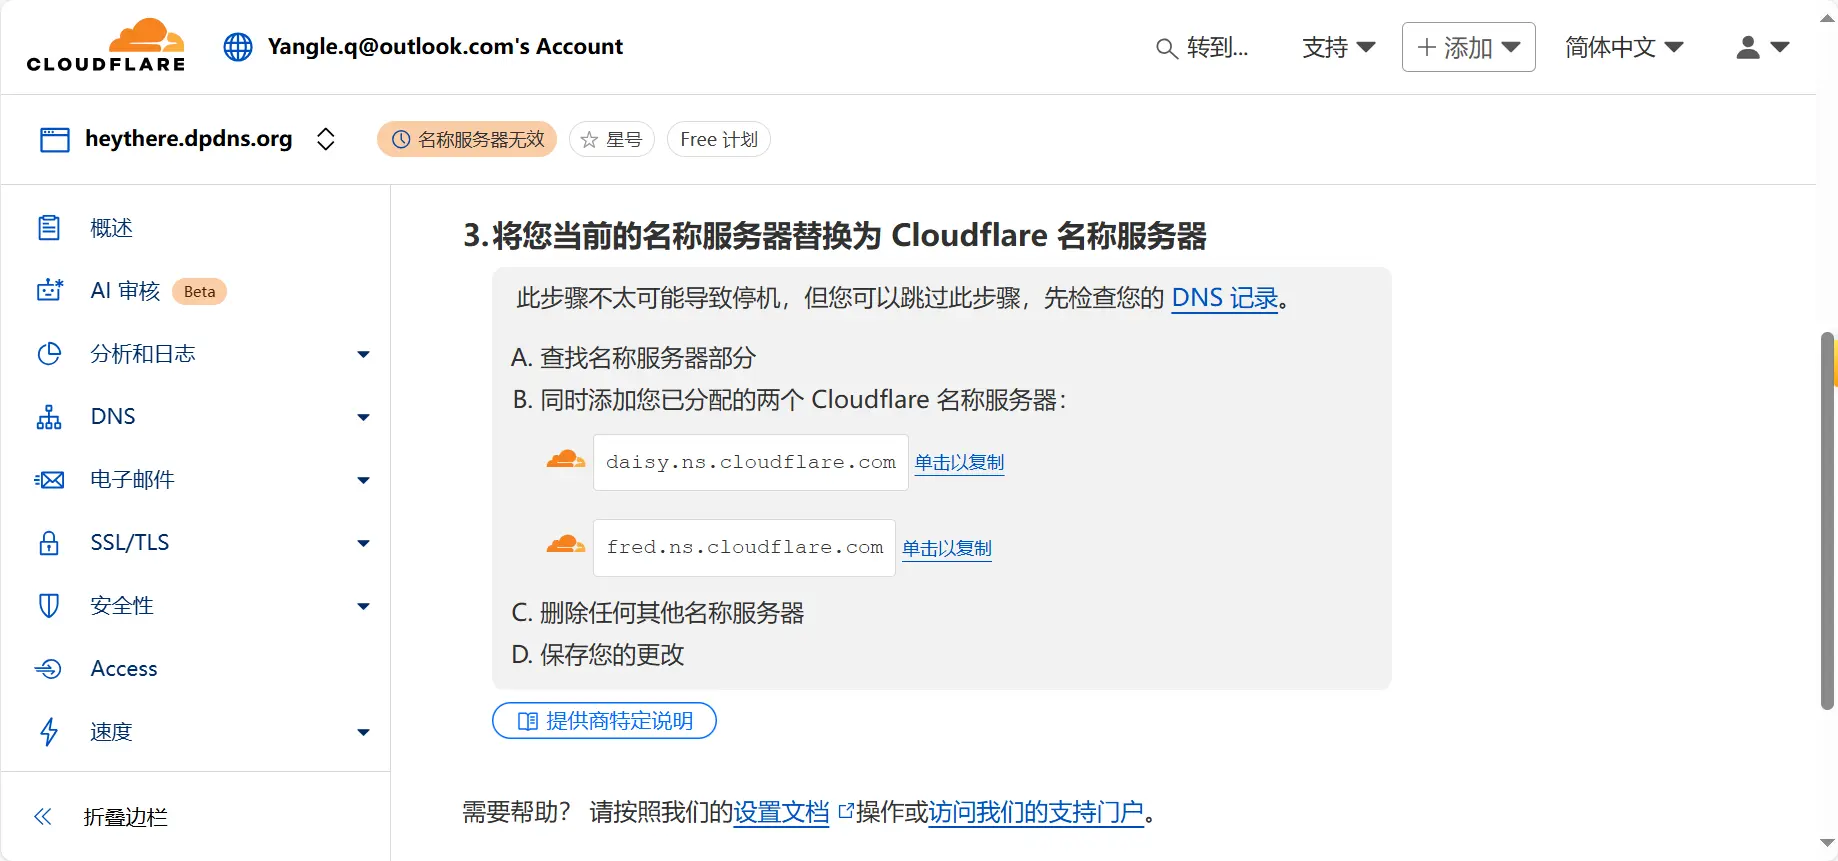 CLOUDFLARE
Yangle.q@outlook.com's Account
转到...
支持
添加
简体中文
heythere.dpdns.org
名称服务器无效
星号
Free 计划
概述
AI 审核 Beta
分析和日志
DNS
电子邮件
SSL/TLS
安全性
Access
速度
折叠边栏
3. 将您当前的名称服务器替换为 Cloudflare 名称服务器
此步骤不太可能导致停机，但您可以跳过此步骤，先检查您的 DNS 记录。
A. 查找名称服务器部分
B. 同时添加您已分配的两个 Cloudflare 名称服务器：
daisy.ns.cloudflare.com 单击以复制
fred.ns.cloudflare.com 单击以复制
C. 删除任何其他名称服务器
D. 保存您的更改
提供商特定说明
需要帮助？ 请按照我们的设置文档操作或访问我们的支持门户。